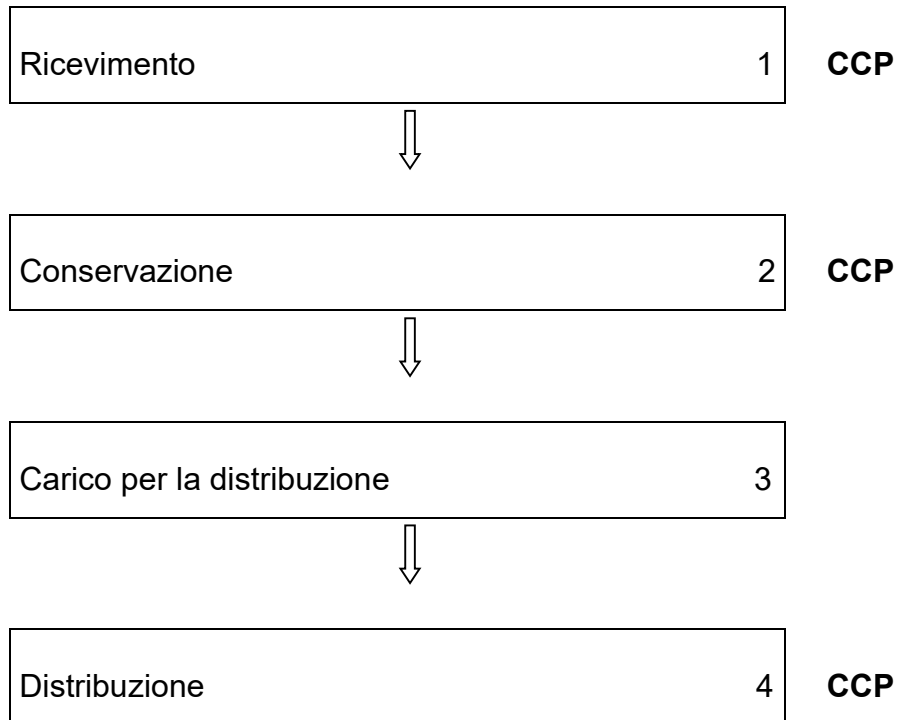 Ricevimento 1 CCP
Conservazione 2 CCP
Carico per la distribuzione 3
Distribuzione 4 CCP